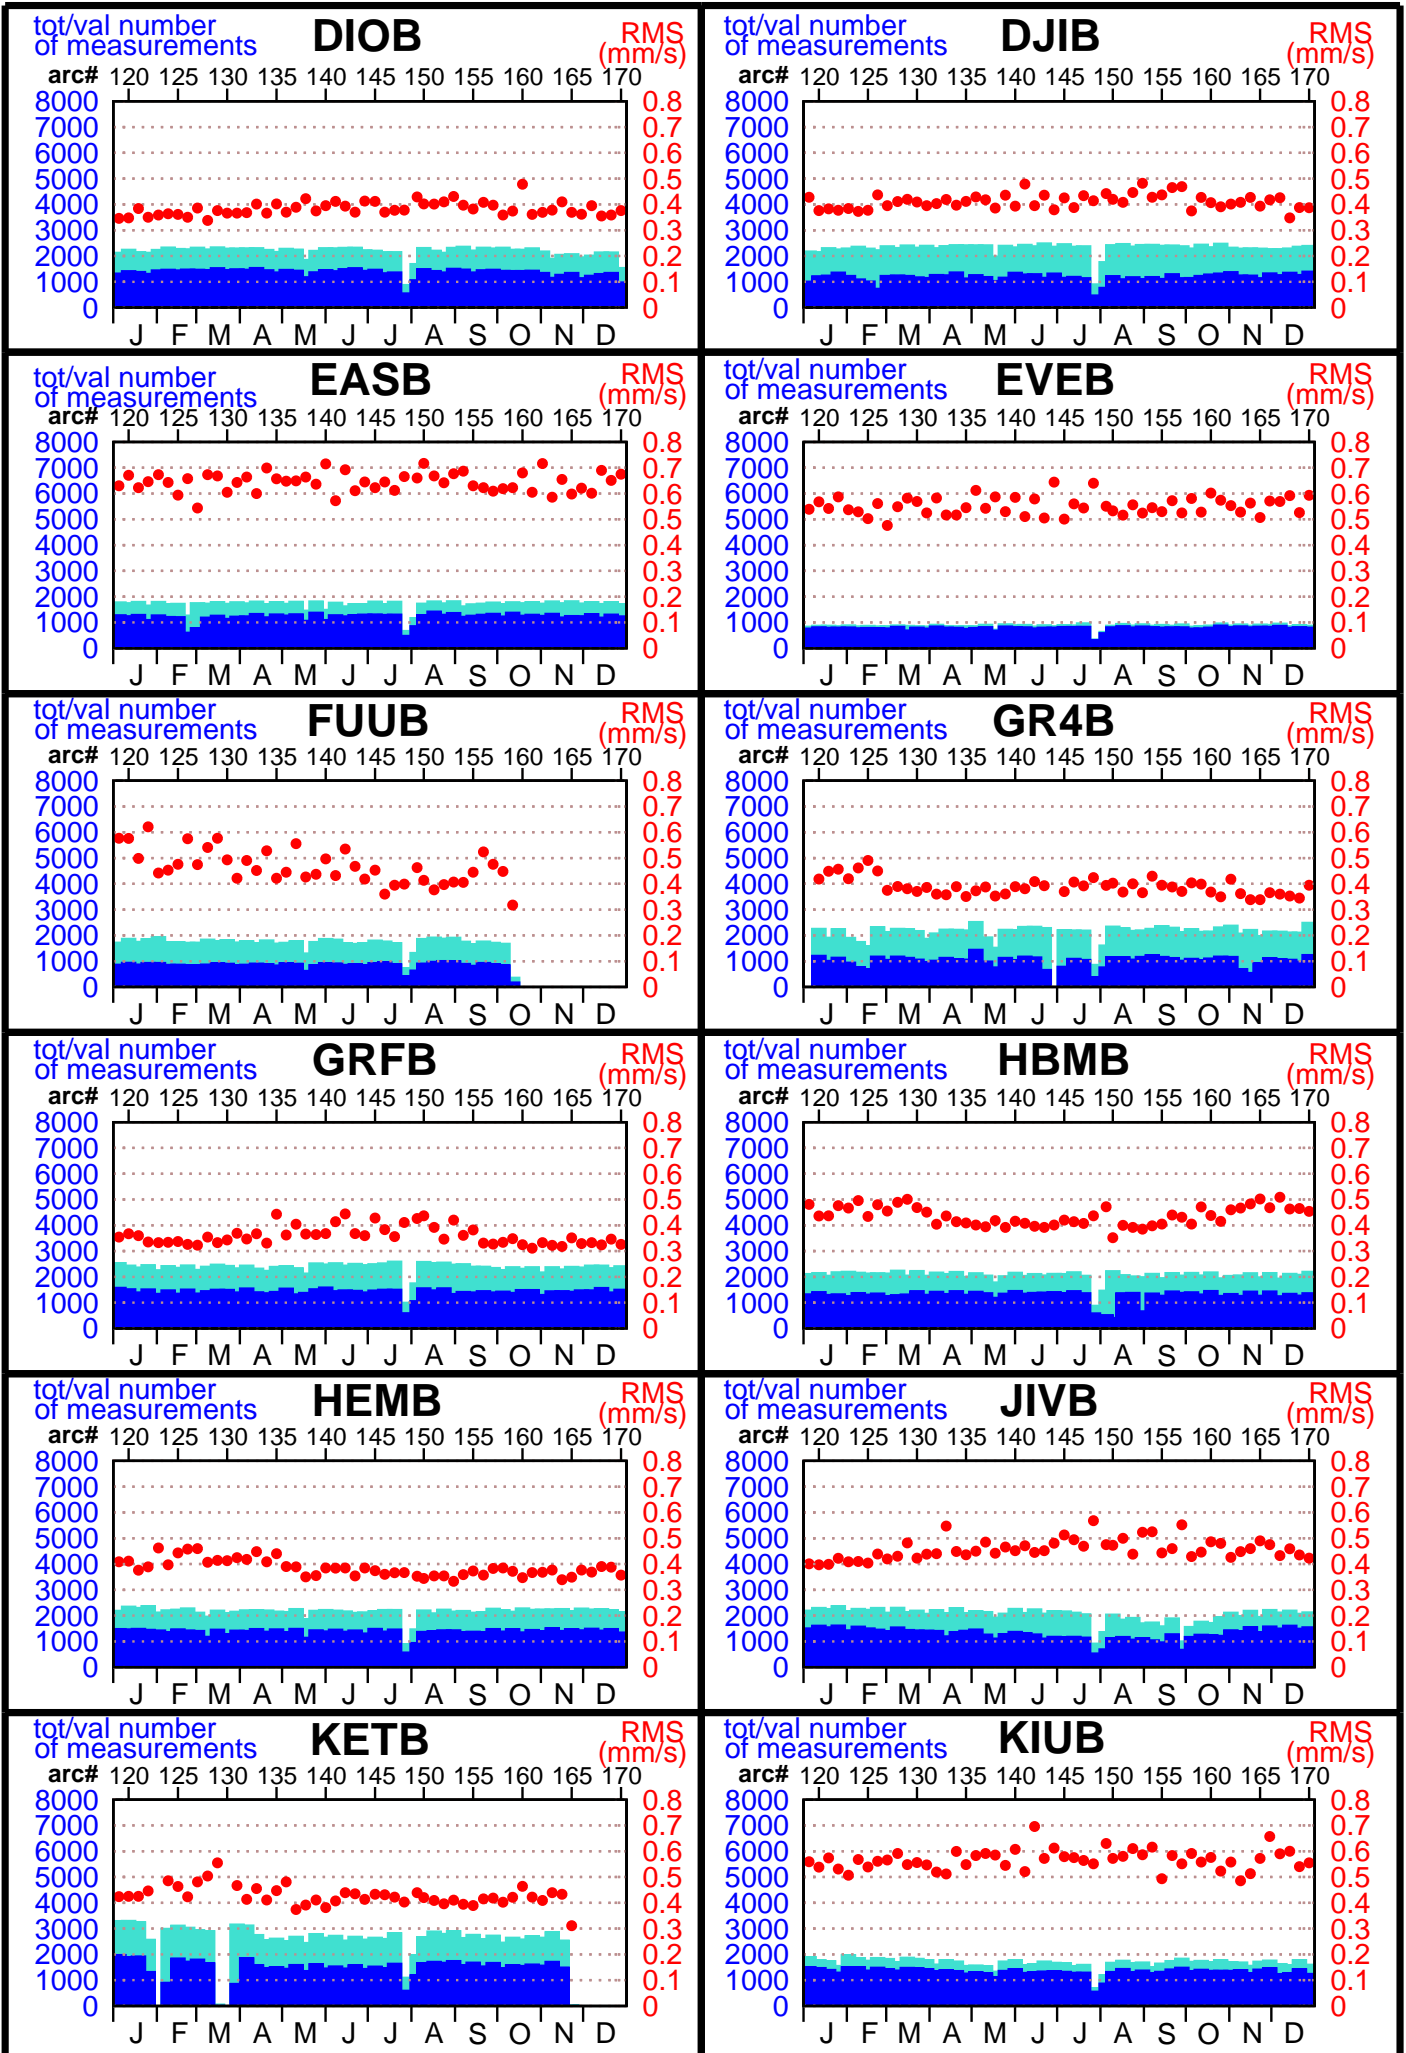 tot/val number
of measurements
DIOB
RMS
(mm/s)
arc# 120 125 130 135 140 145 150 155 160 165 170
8000 0.8
7000 0.7
6000 0.6
5000 0.5
4000 0.4
3000 0.3
2000 0.2
1000 0.1
0 0
J F M A M J J A S O N D
tot/val number
of measurements
DJIB
RMS
(mm/s)
arc# 120 125 130 135 140 145 150 155 160 165 170
8000 0.8
7000 0.7
6000 0.6
5000 0.5
4000 0.4
3000 0.3
2000 0.2
1000 0.1
0 0
J F M A M J J A S O N D
tot/val number
of measurements
EASB
RMS
(mm/s)
arc# 120 125 130 135 140 145 150 155 160 165 170
8000 0.8
7000 0.7
6000 0.6
5000 0.5
4000 0.4
3000 0.3
2000 0.2
1000 0.1
0 0
J F M A M J J A S O N D
tot/val number
of measurements
EVEB
RMS
(mm/s)
arc# 120 125 130 135 140 145 150 155 160 165 170
8000 0.8
7000 0.7
6000 0.6
5000 0.5
4000 0.4
3000 0.3
2000 0.2
1000 0.1
0 0
J F M A M J J A S O N D
tot/val number
of measurements
FUUB
RMS
(mm/s)
arc# 120 125 130 135 140 145 150 155 160 165 170
8000 0.8
7000 0.7
6000 0.6
5000 0.5
4000 0.4
3000 0.3
2000 0.2
1000 0.1
0 0
J F M A M J J A S O N D
tot/val number
of measurements
GR4B
RMS
(mm/s)
arc# 120 125 130 135 140 145 150 155 160 165 170
8000 0.8
7000 0.7
6000 0.6
5000 0.5
4000 0.4
3000 0.3
2000 0.2
1000 0.1
0 0
J F M A M J J A S O N D
tot/val number
of measurements
GRFB
RMS
(mm/s)
arc# 120 125 130 135 140 145 150 155 160 165 170
8000 0.8
7000 0.7
6000 0.6
5000 0.5
4000 0.4
3000 0.3
2000 0.2
1000 0.1
0 0
J F M A M J J A S O N D
tot/val number
of measurements
HBMB
RMS
(mm/s)
arc# 120 125 130 135 140 145 150 155 160 165 170
8000 0.8
7000 0.7
6000 0.6
5000 0.5
4000 0.4
3000 0.3
2000 0.2
1000 0.1
0 0
J F M A M J J A S O N D
tot/val number
of measurements
HEMB
RMS
(mm/s)
arc# 120 125 130 135 140 145 150 155 160 165 170
8000 0.8
7000 0.7
6000 0.6
5000 0.5
4000 0.4
3000 0.3
2000 0.2
1000 0.1
0 0
J F M A M J J A S O N D
tot/val number
of measurements
JIVB
RMS
(mm/s)
arc# 120 125 130 135 140 145 150 155 160 165 170
8000 0.8
7000 0.7
6000 0.6
5000 0.5
4000 0.4
3000 0.3
2000 0.2
1000 0.1
0 0
J F M A M J J A S O N D
tot/val number
of measurements
KETB
RMS
(mm/s)
arc# 120 125 130 135 140 145 150 155 160 165 170
8000 0.8
7000 0.7
6000 0.6
5000 0.5
4000 0.4
3000 0.3
2000 0.2
1000 0.1
0 0
J F M A M J J A S O N D
tot/val number
of measurements
KIUB
RMS
(mm/s)
arc# 120 125 130 135 140 145 150 155 160 165 170
8000 0.8
7000 0.7
6000 0.6
5000 0.5
4000 0.4
3000 0.3
2000 0.2
1000 0.1
0 0
J F M A M J J A S O N D